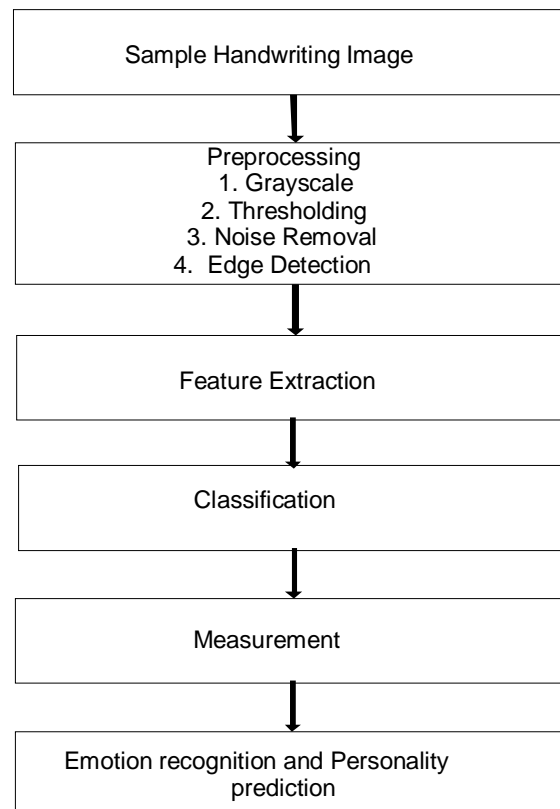 Sample Handwriting Image
Preprocessing
1. Grayscale
2. Thresholding
3. Noise Removal
4. Edge Detection
Feature Extraction
Classification
Measurement
Emotion recognition and Personality
prediction